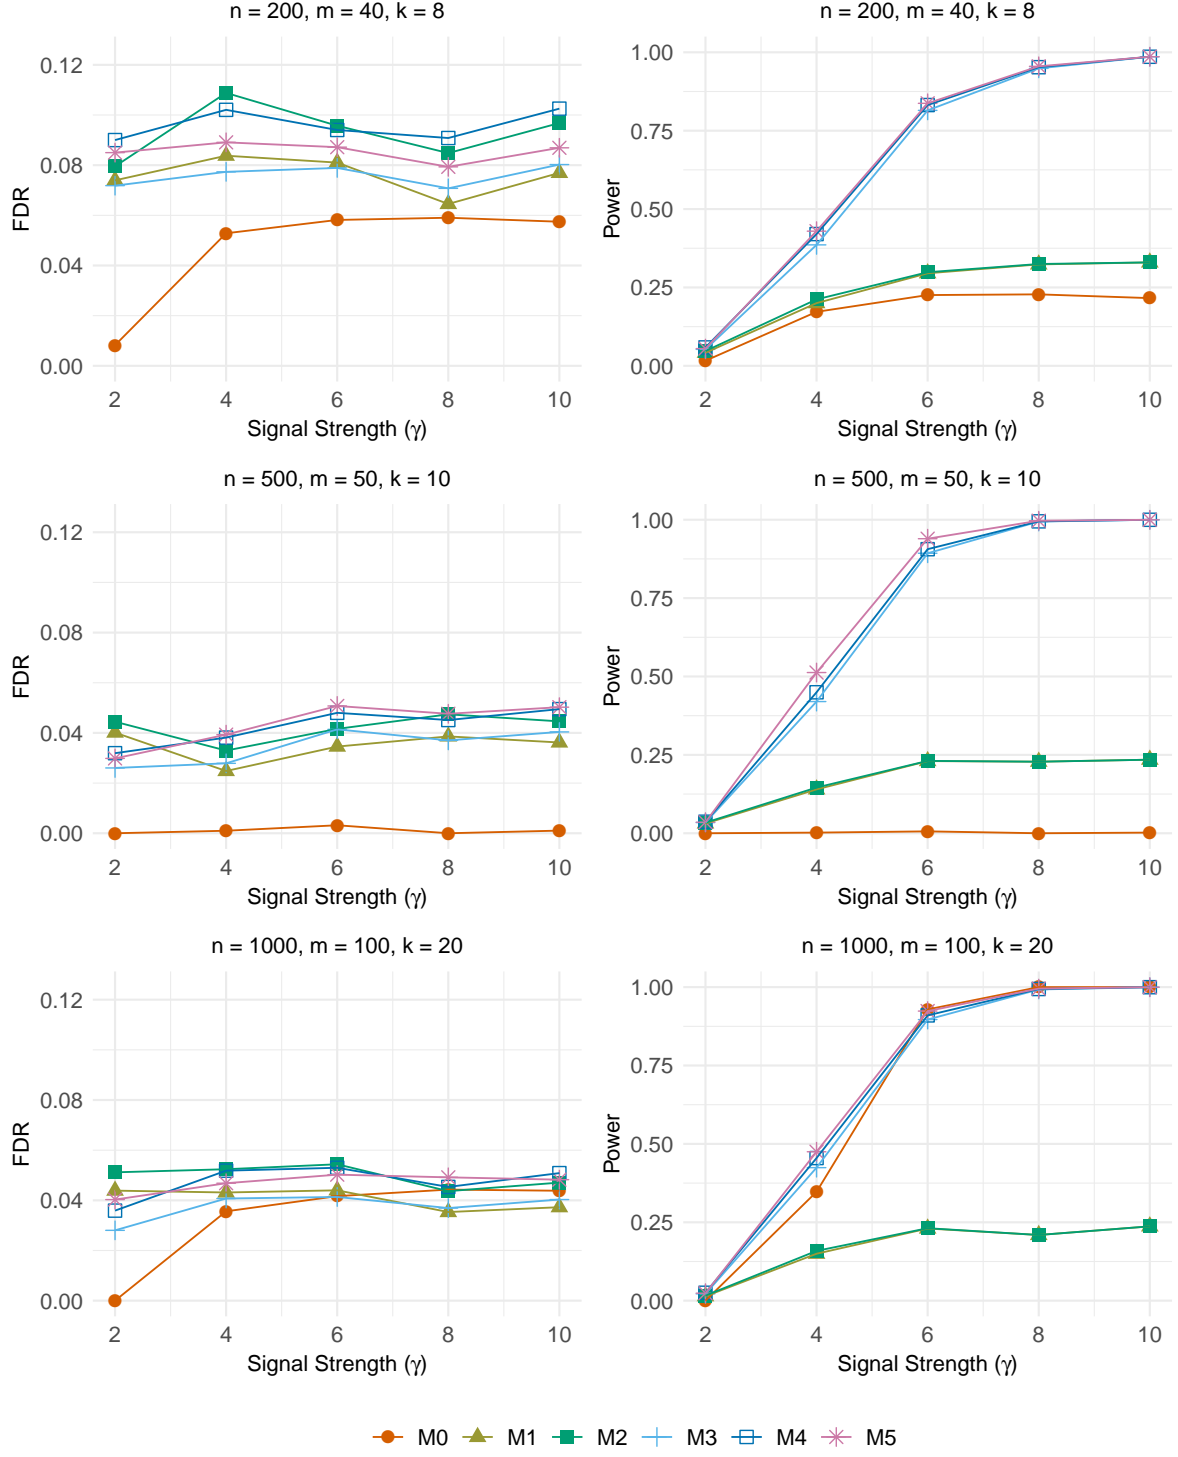 n = 200, m = 40, k = 8
n = 200, m = 40, k = 8
FDR
0.12
0.08
0.04
0.00
2 4 6 8 10
Signal Strength (γ)
Power
1.00
0.75
0.50
0.25
0.00
2 4 6 8 10
Signal Strength (γ)
n = 500, m = 50, k = 10
n = 500, m = 50, k = 10
FDR
0.12
0.08
0.04
0.00
2 4 6 8 10
Signal Strength (γ)
Power
1.00
0.75
0.50
0.25
0.00
2 4 6 8 10
Signal Strength (γ)
n = 1000, m = 100, k = 20
n = 1000, m = 100, k = 20
FDR
0.12
0.08
0.04
0.00
2 4 6 8 10
Signal Strength (γ)
Power
1.00
0.75
0.50
0.25
0.00
2 4 6 8 10
Signal Strength (γ)
M0 M1 M2 M3 M4 M5